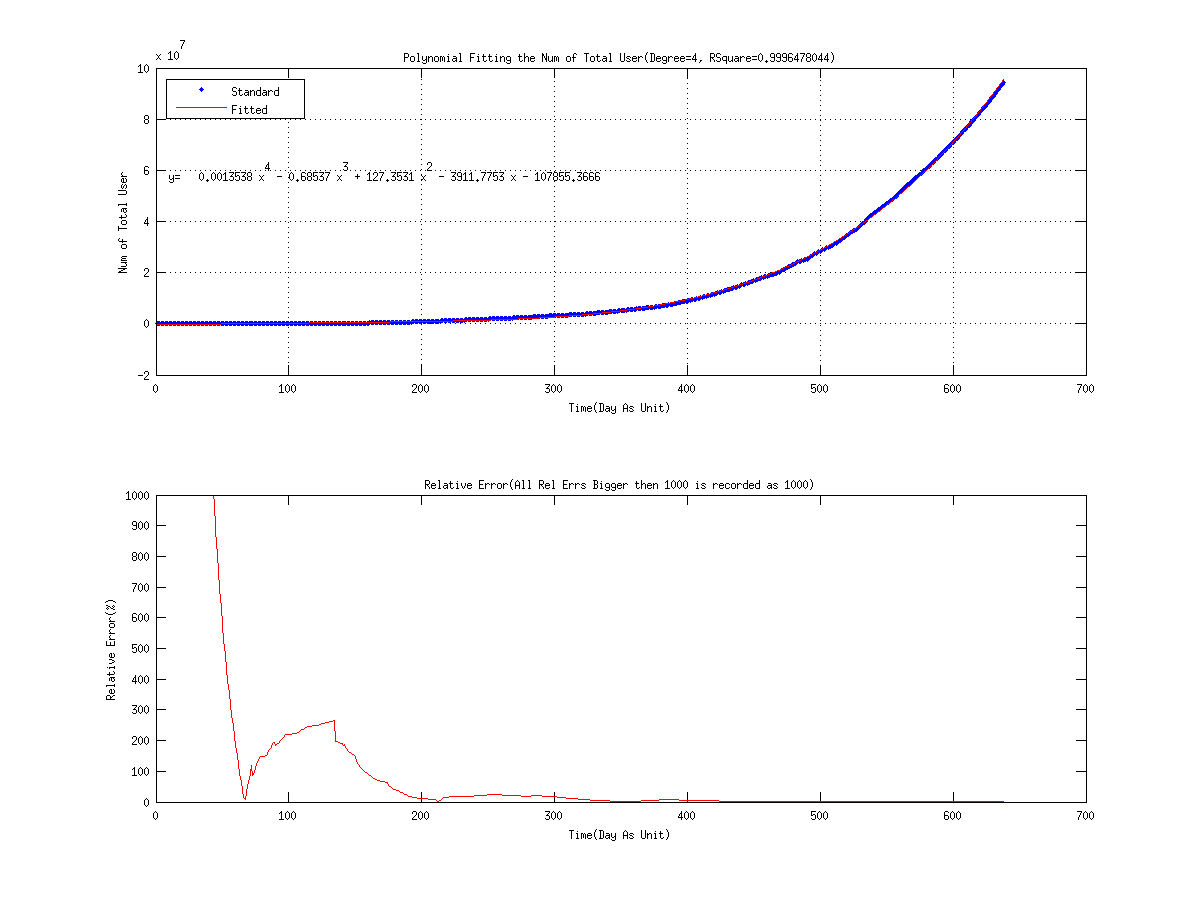 x 10^7
Polynomial Fitting the Num of Total User(Degree=4, RSquare=0.9996478044)
10
8
6
4
2
0
-2
Num of Total User
Standard
Fitted
y= 0.0013538 x^4 - 0.68537 x^3 + 127.3531 x^2 - 3911.7753 x - 107855.3666
0 100 200 300 400 500 600 700
Time(Day As Unit)
Relative Error(All Rel Errs Bigger then 1000 is recorded as 1000)
1000
900
800
700
600
500
400
300
200
100
0
Relative Error(%)
0 100 200 300 400 500 600 700
Time(Day As Unit)